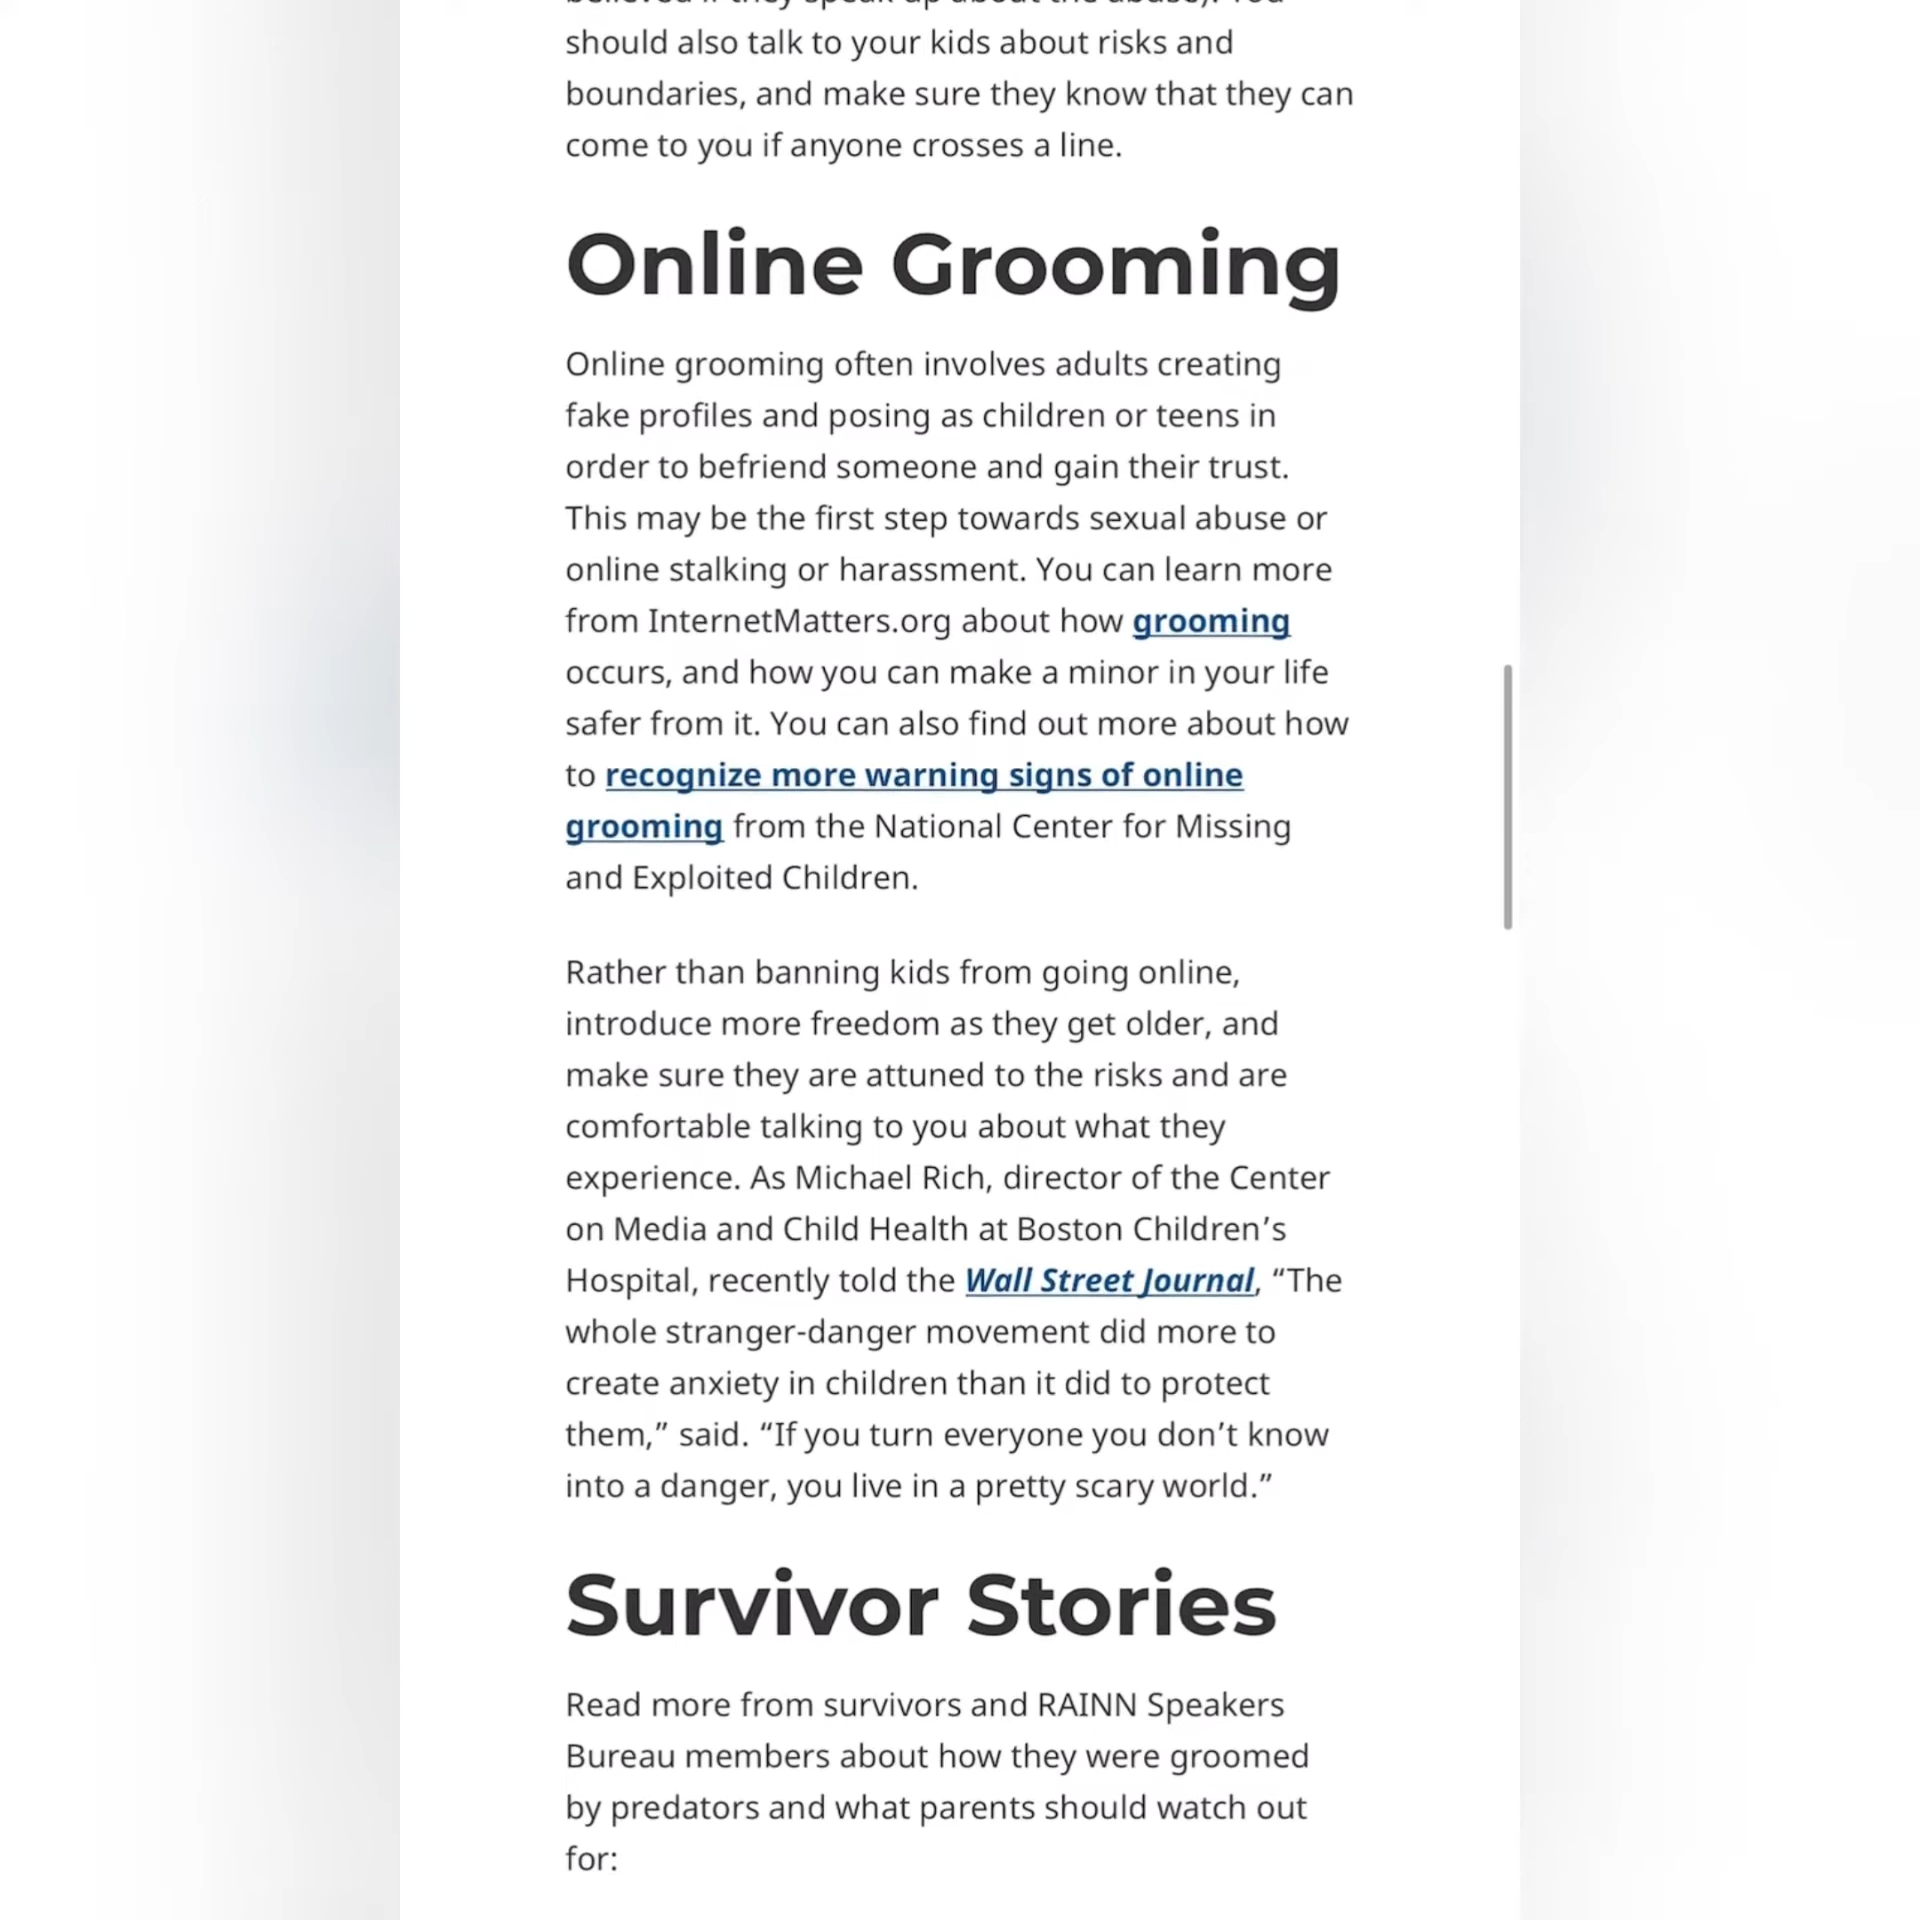 believed if they speak up about the abuse). You
should also talk to your kids about risks and
boundaries, and make sure they know that they can
come to you if anyone crosses a line.
Online Grooming
Online grooming often involves adults creating
fake profiles and posing as children or teens in
order to befriend someone and gain their trust.
This may be the first step towards sexual abuse or
online stalking or harassment. You can learn more
from InternetMatters.org about how grooming
occurs, and how you can make a minor in your life
safer from it. You can also find out more about how
to recognize more warning signs of online
grooming from the National Center for Missing
and Exploited Children.
Rather than banning kids from going online,
introduce more freedom as they get older, and
make sure they are attuned to the risks and are
comfortable talking to you about what they
experience. As Michael Rich, director of the Center
on Media and Child Health at Boston Children’s
Hospital, recently told the Wall Street Journal, “The
whole stranger-danger movement did more to
create anxiety in children than it did to protect
them,” said. “If you turn everyone you don’t know
into a danger, you live in a pretty scary world.”
Survivor Stories
Read more from survivors and RAINN Speakers
Bureau members about how they were groomed
by predators and what parents should watch out
for: